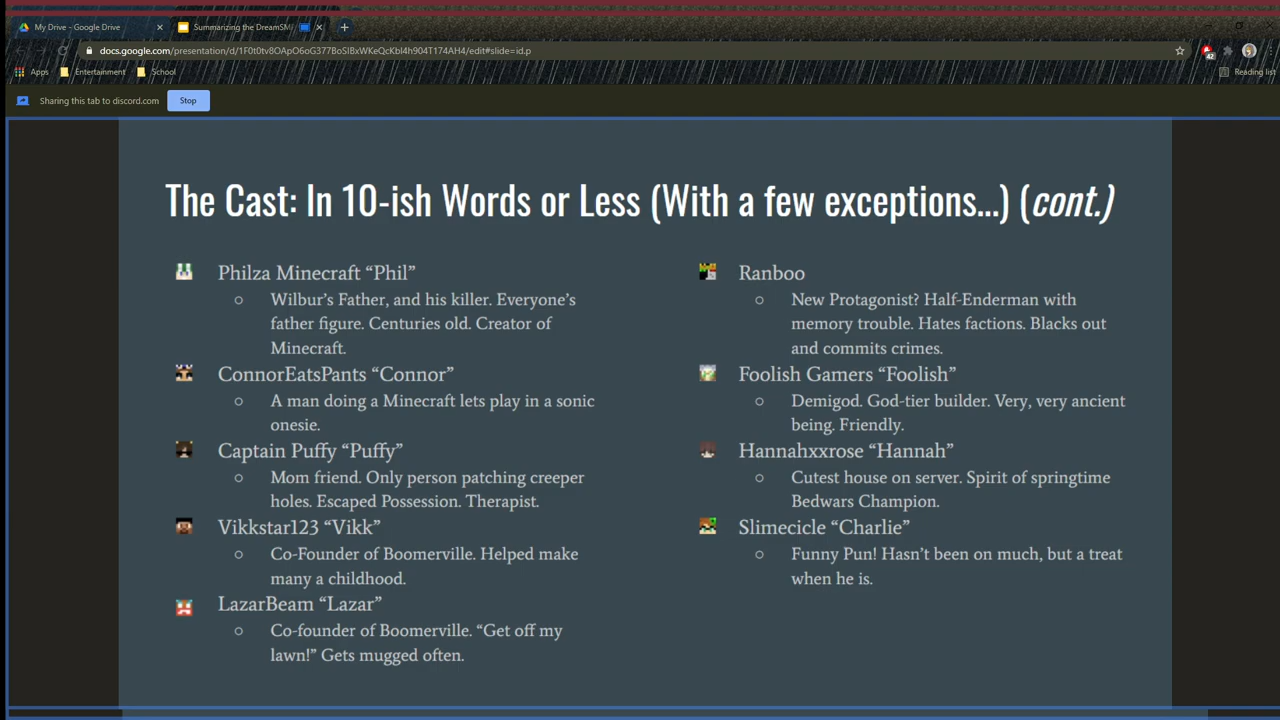 My Drive - Google Drive
Summarizing the DreamSM
docs.google.com/presentation/d/1F0t0tv8OApO6oG377BoSIBxWKeQcKbl4h904T174AH4/edit#slide=id.p
42
Apps
Entertainment
School
Reading list
Sharing this tab to discord.com
Stop
The Cast: In 10-ish Words or Less (With a few exceptions...) (cont.)
Philza Minecraft “Phil”
Wilbur’s Father, and his killer. Everyone’s
father figure. Centuries old. Creator of
Minecraft.
ConnorEatsPants “Connor”
A man doing a Minecraft lets play in a sonic
onesie.
Captain Puffy “Puffy”
Mom friend. Only person patching creeper
holes. Escaped Possession. Therapist.
Vikkstar123 “Vikk”
Co-Founder of Boomerville. Helped make
many a childhood.
LazarBeam “Lazar”
Co-founder of Boomerville. “Get off my
lawn!” Gets mugged often.
Ranboo
New Protagonist? Half-Enderman with
memory trouble. Hates factions. Blacks out
and commits crimes.
Foolish Gamers “Foolish”
Demigod. God-tier builder. Very, very ancient
being. Friendly.
Hannahxxrose “Hannah”
Cutest house on server. Spirit of springtime
Bedwars Champion.
Slimecicle “Charlie”
Funny Pun! Hasn’t been on much, but a treat
when he is.